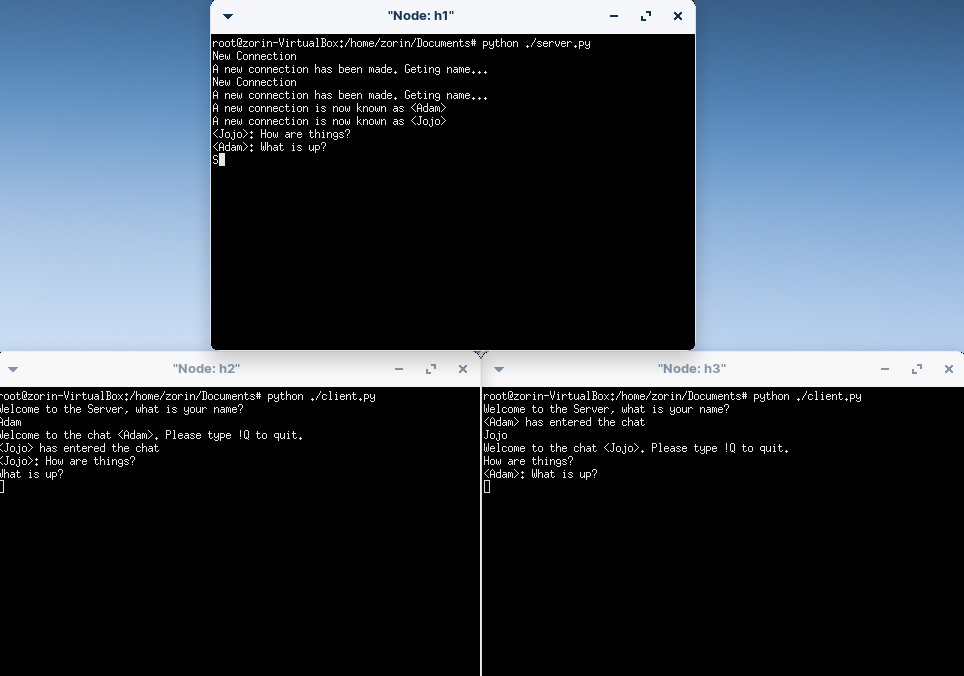 "Node: h1"
root@zorin-VirtualBox:/home/zorin/Documents# python ./server.py
New Connection
A new connection has been made. Geting name...
New Connection
A new connection has been made. Geting name...
A new connection is now known as <Adam>
A new connection is now known as <Jojo>
<Jojo>: How are things?
<Adam>: What is up?
S
"Node: h2"
root@zorin-VirtualBox:/home/zorin/Documents# python ./client.py
Welcome to the Server, what is your name?
Adam
Welcome to the chat <Adam>. Please type !Q to quit.
<Jojo> has entered the chat
<Jojo>: How are things?
What is up?
"Node: h3"
root@zorin-VirtualBox:/home/zorin/Documents# python ./client.py
Welcome to the Server, what is your name?
<Adam> has entered the chat
Jojo
Welcome to the chat <Jojo>. Please type !Q to quit.
How are things?
<Adam>: What is up?